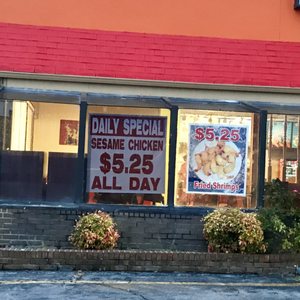 DAILY SPECIAL
SESAME CHICKEN
$5.25
ALL DAY
$5.25
Fried Shrimps